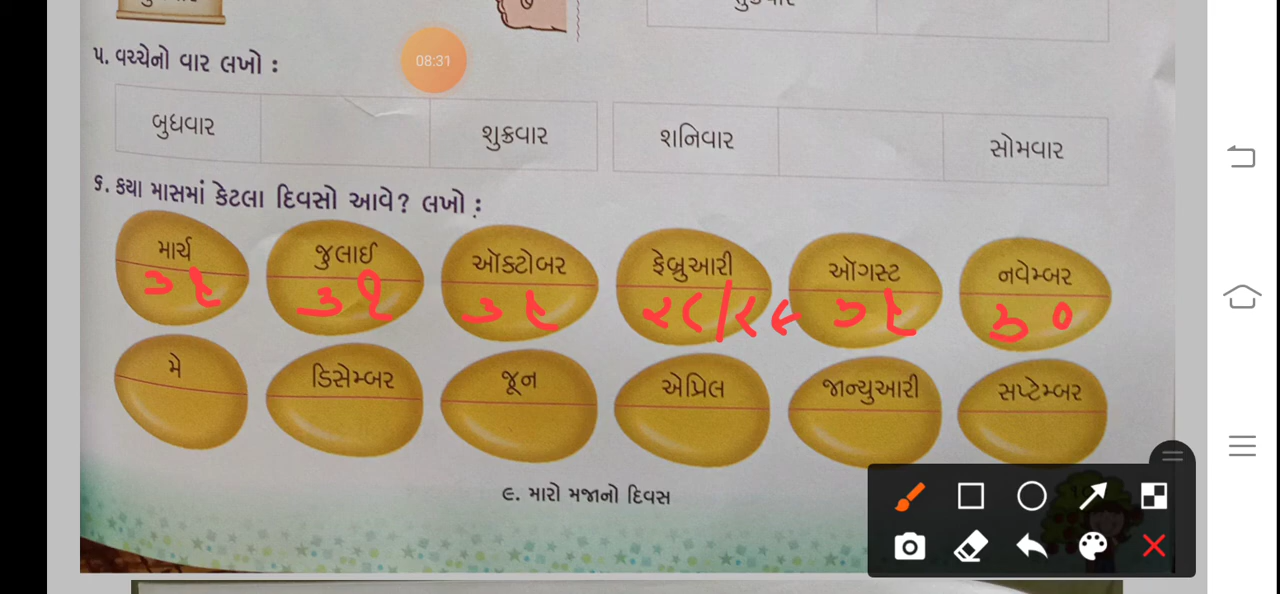 ૫. વચ્ચેનો વાર લખો :
08:31
બુધવાર શુક્રવાર શનિવાર સોમવાર
૬. કયા માસમાં કેટલા દિવસો આવે? લખો :
માર્ચ જુલાઈ ઑક્ટોબર ફેબ્રુઆરી ઑગસ્ટ નવેમ્બર
૩૧ ૩૧ ૩૧ ૨૮/૨૯ ૩૧ ૩૦
મે ડિસેમ્બર જૂન એપ્રિલ જાન્યુઆરી સપ્ટેમ્બર
૯. મારો મજાનો દિવસ